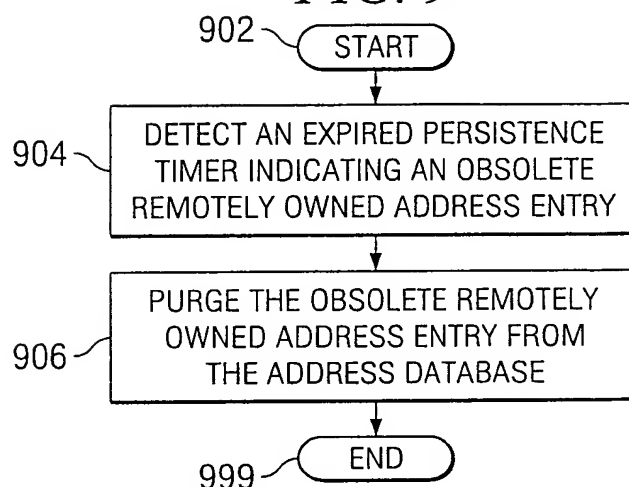 FIG. 9
902
START
904
DETECT AN EXPIRED PERSISTENCE
TIMER INDICATING AN OBSOLETE
REMOTELY OWNED ADDRESS ENTRY
906
PURGE THE OBSOLETE REMOTELY
OWNED ADDRESS ENTRY FROM
THE ADDRESS DATABASE
999
END